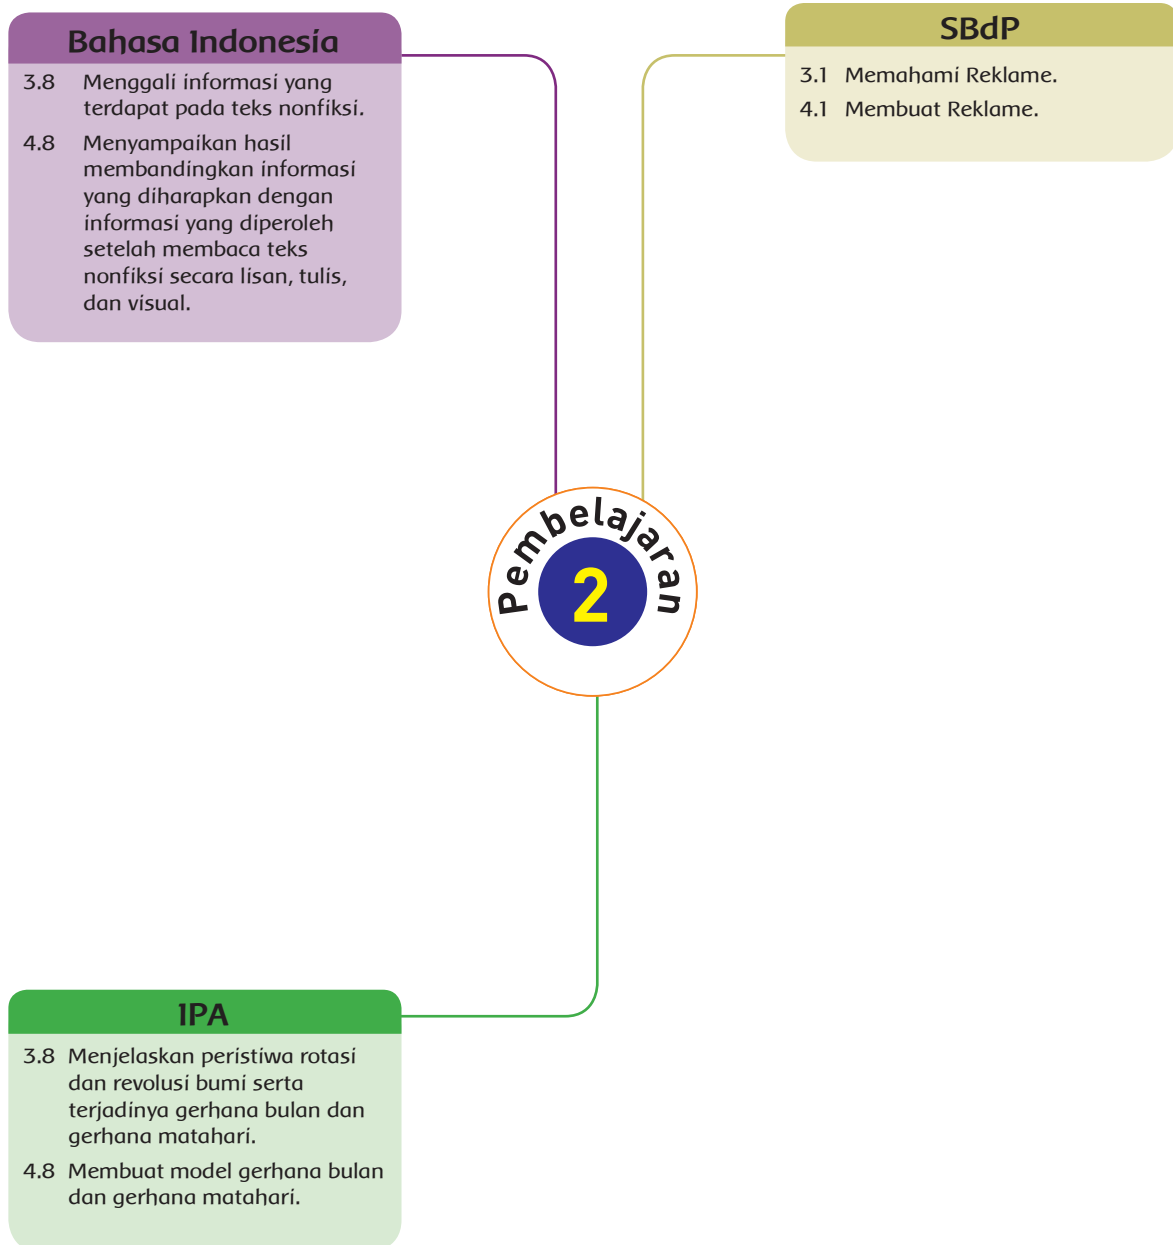 Bahasa Indonesia
3.8 Menggali informasi yang
terdapat pada teks nonfiksi.
4.8 Menyampaikan hasil
membandingkan informasi
yang diharapkan dengan
informasi yang diperoleh
setelah membaca teks
nonfiksi secara lisan, tulis,
dan visual.
SBdP
3.1 Memahami Reklame.
4.1 Membuat Reklame.
Pembelajaran
2
IPA
3.8 Menjelaskan peristiwa rotasi
dan revolusi bumi serta
terjadinya gerhana bulan dan
gerhana matahari.
4.8 Membuat model gerhana bulan
dan gerhana matahari.